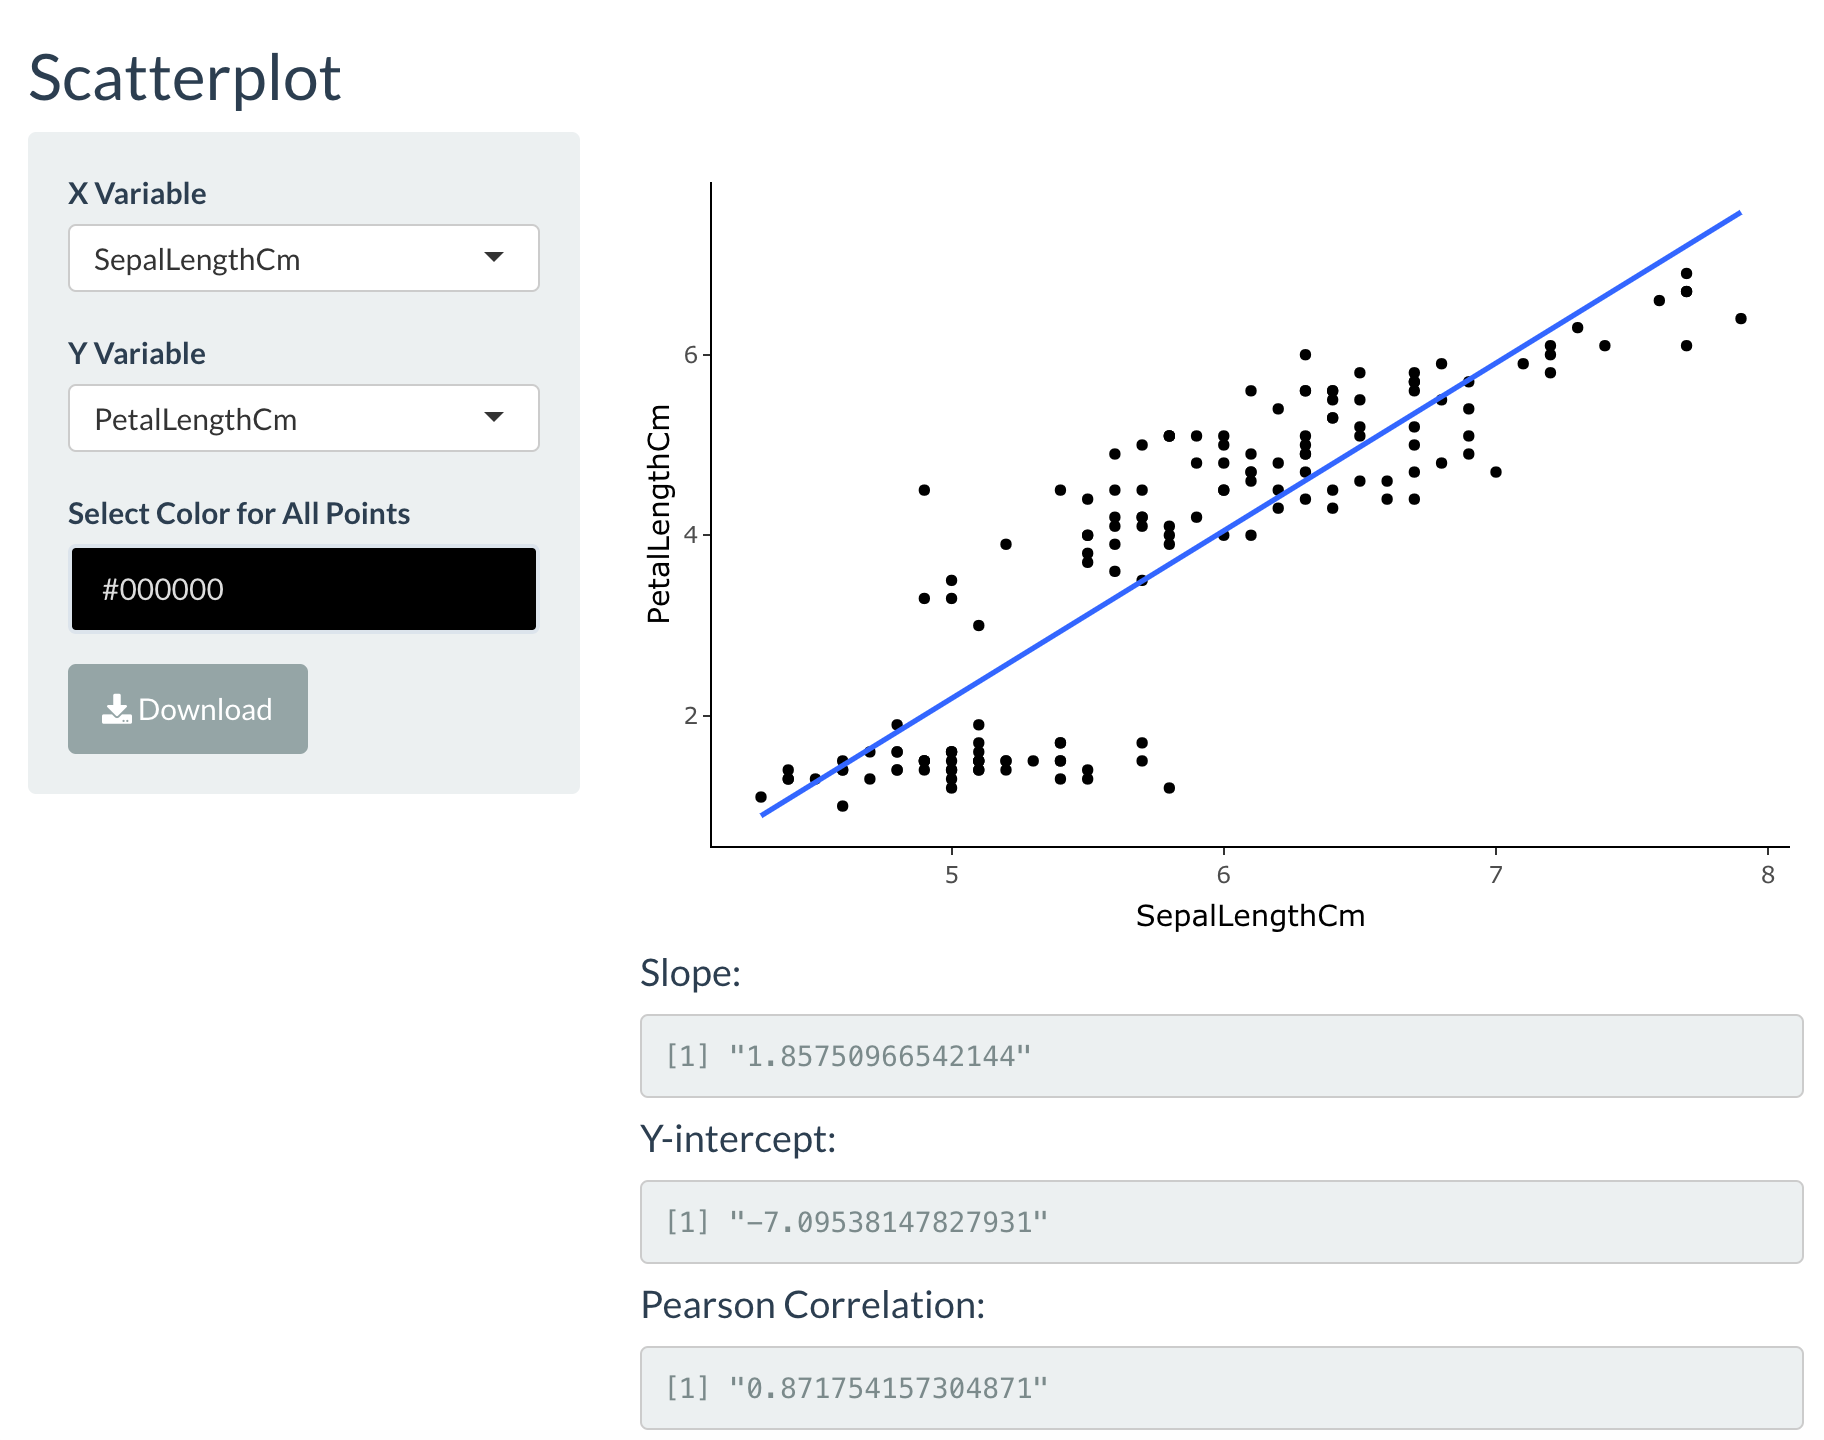 Scatterplot
X Variable
SepalLengthCm
Y Variable
PetalLengthCm
Select Color for All Points
#000000
Download
6
4
2
PetalLengthCm
5 6 7 8
SepalLengthCm
Slope:
[1] "1.85750966542144"
Y-intercept:
[1] "-7.09538147827931"
Pearson Correlation:
[1] "0.871754157304871"